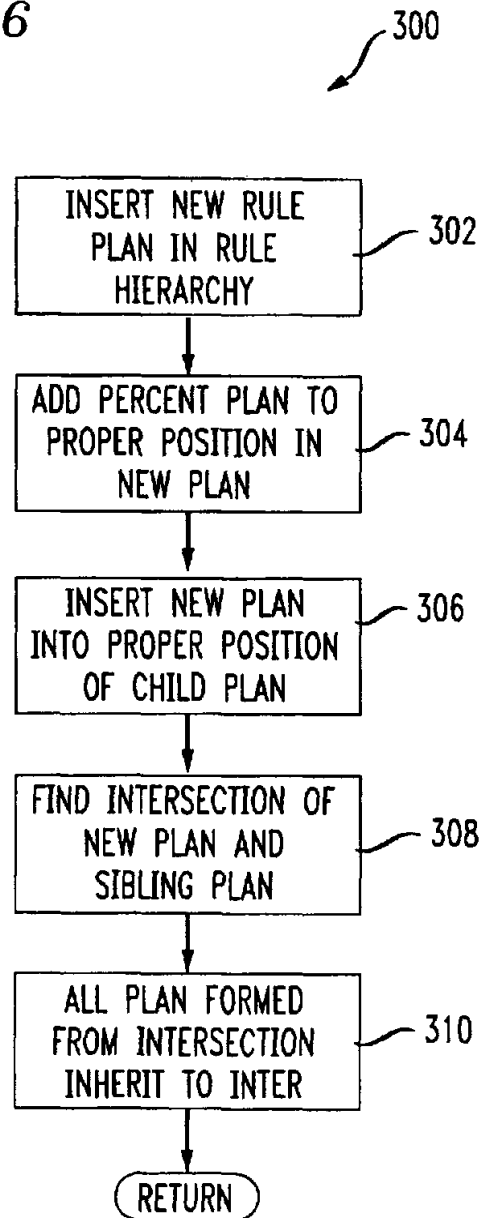 6
300
INSERT NEW RULE
PLAN IN RULE
HIERARCHY
302
ADD PERCENT PLAN TO
PROPER POSITION IN
NEW PLAN
304
INSERT NEW PLAN
INTO PROPER POSITION
OF CHILD PLAN
306
FIND INTERSECTION OF
NEW PLAN AND
SIBLING PLAN
308
ALL PLAN FORMED
FROM INTERSECTION
INHERIT TO INTER
310
RETURN